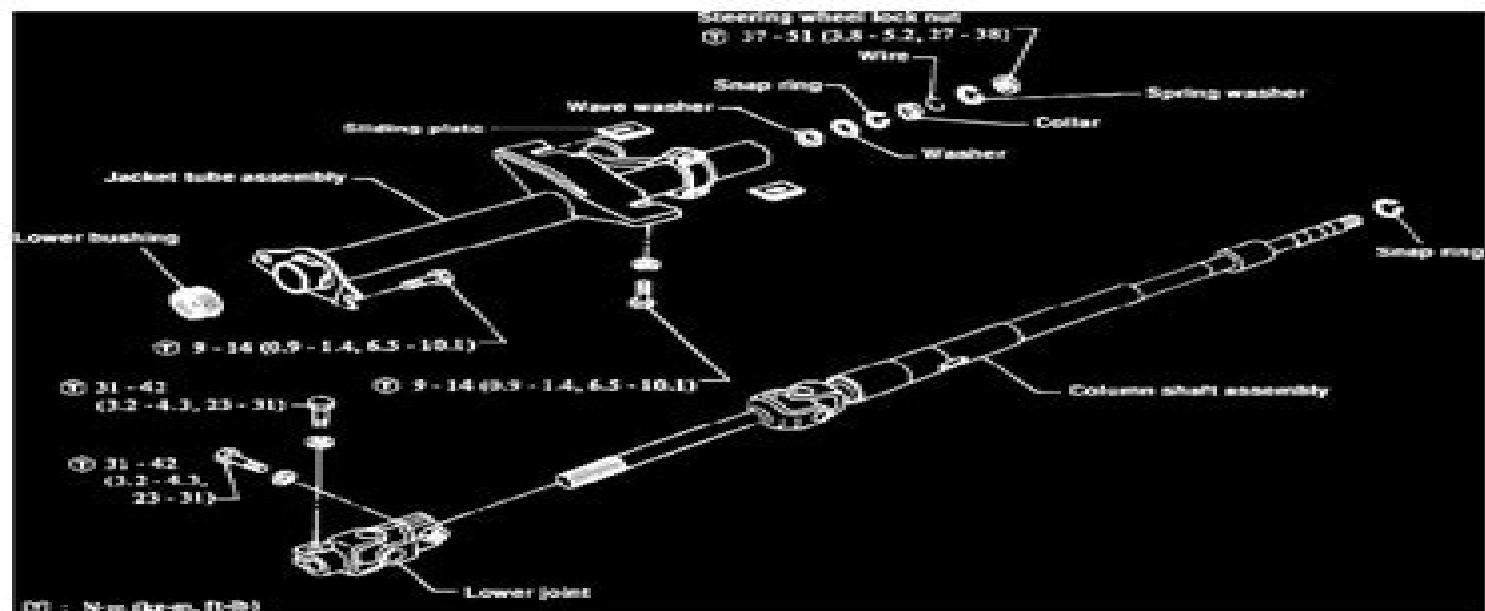 Steering wheel lock nut
Ⓣ 37 - 51 (3.8 - 5.2, 27 - 38)
Wire
Snap ring
Spring washer
Wave washer
Collar
Sliding plate
Washer
Jacket tube assembly
Lower bushing
Snap ring
Ⓣ 9 - 14 (0.9 - 1.4, 6.5 - 10.1)
Ⓣ 31 - 42
(3.2 - 4.3, 23 - 31)
Ⓣ 9 - 14 (0.9 - 1.4, 6.5 - 10.1)
Column shaft assembly
Ⓣ 31 - 42
(3.2 - 4.3,
23 - 31)
Lower joint
Ⓣ : N·m (kg-m, ft-lb)